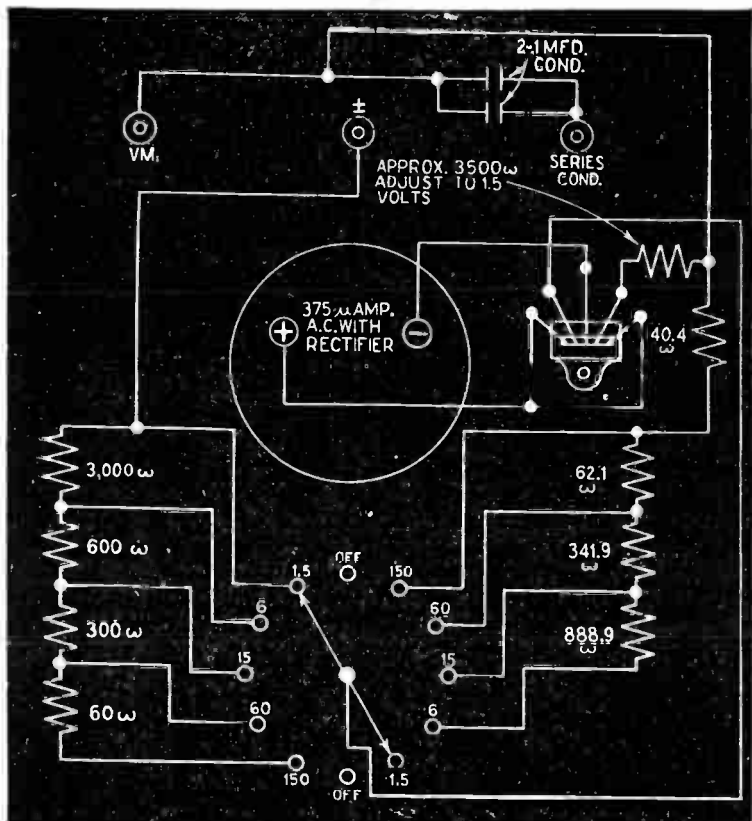 2-.1 MFD.
COND.
±
VM.
SERIES
COND.
APPROX. 3500ω
ADJUST TO 1.5
VOLTS
375 µ AMP.
A.C. WITH
RECTIFIER
+
−
40.4
ω
3,000 ω
62.1
ω
600 ω
341.9
ω
OFF
1.5
150
6
60
300 ω
888.9
ω
15
15
60 ω
60
6
150
OFF
1.5